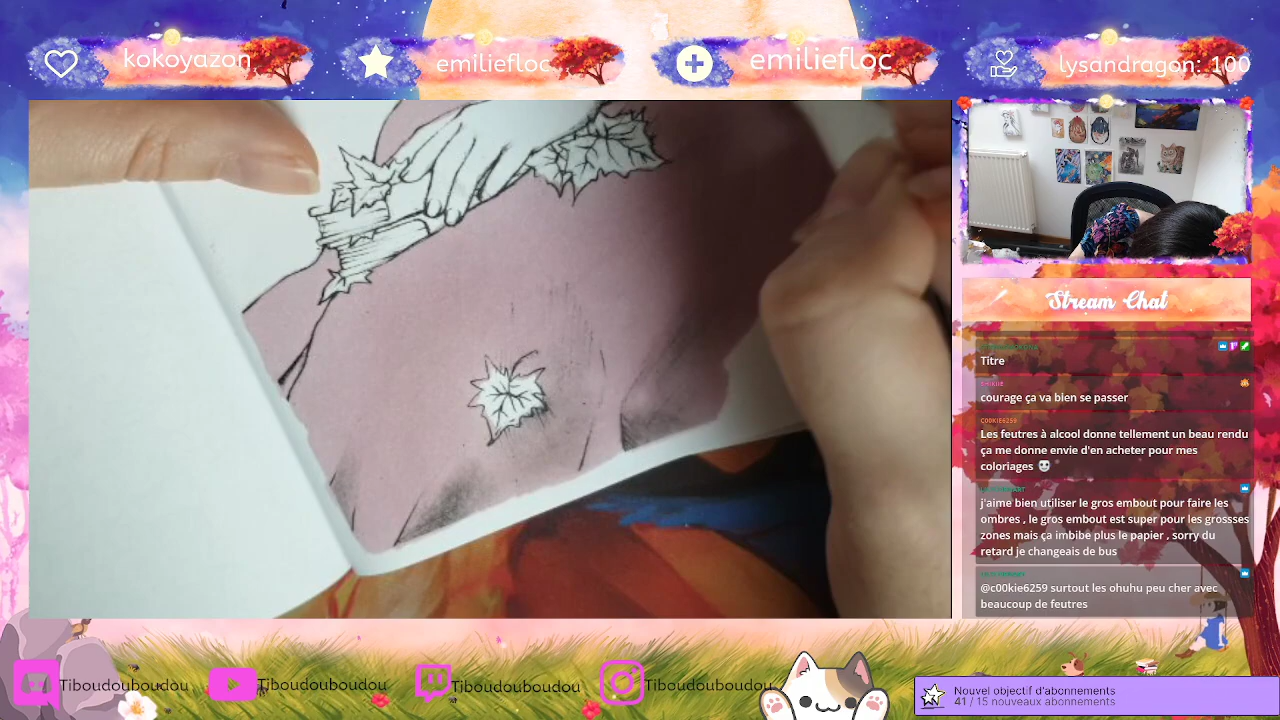 kokoyazon
emiliefloc
emiliefloc
lysandragon: 100
Stream Chat
Titre
courage ça va bien se passer
C00KIE6259
Les feutres à alcool donne tellement un beau rendu
ça me donne envie d'en acheter pour mes
coloriages
j'aime bien utiliser le gros embout pour faire les
ombres , le gros embout est super pour les grossses
zones mais ça imbibe plus le papier , sorry du
retard je changeais de bus
@c00kie6259 surtout les ohuhu peu cher avec
beaucoup de feutres
Tiboudouboudou
Tiboudouboudou
Tiboudouboudou
Tiboudouboudou
Nouvel objectif d'abonnements
41 / 15 nouveaux abonnements